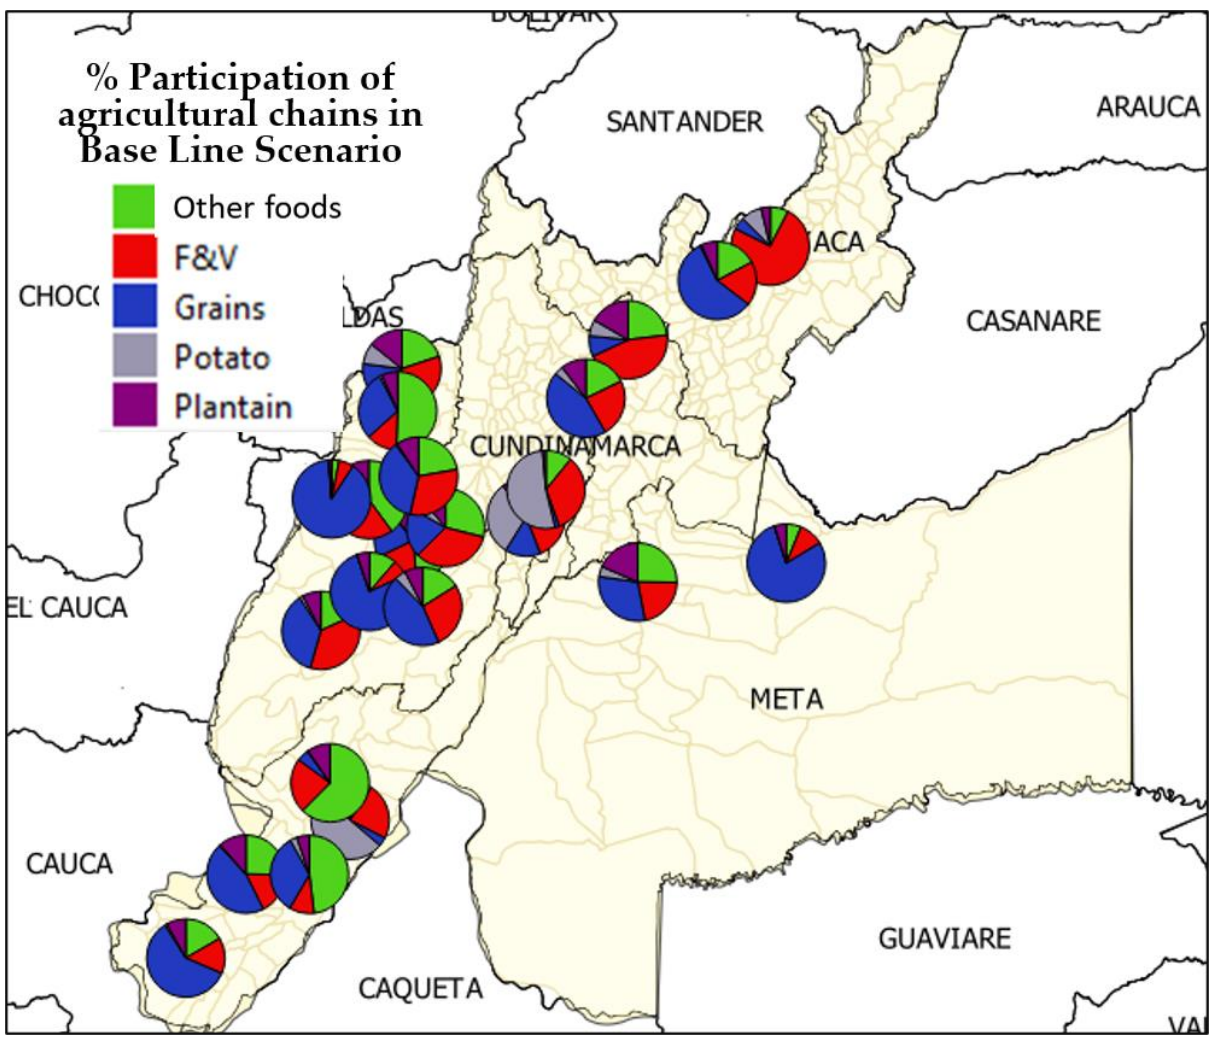 BOLIVAR
% Participation of
agricultural chains in
Base Line Scenario
Other foods
F&V
Grains
Potato
Plantain
SANTANDER
ARAUCA
ACA
CHOCO
LDAS
CASANARE
CUNDINAMARCA
EL CAUCA
META
CAUCA
GUAVIARE
CAQUETA
VAU